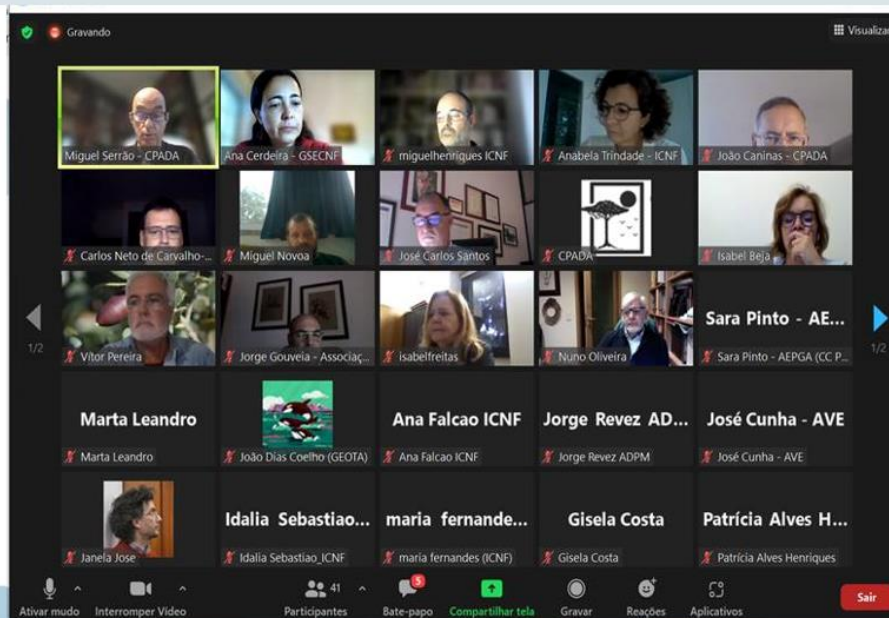 Gravando
Visualizar
Miguel Serrão - CPADA
Ana Cerdeira - GSECNF
miguelhenriques ICNF
Anabela Trindade - ICNF
João Caninas - CPADA
Carlos Neto de Carvalho-...
Miguel Novoa
José Carlos Santos
CPADA
Isabel Beja
Vítor Pereira
Jorge Gouveia - Associaç...
isabelfreitas
Nuno Oliveira
Sara Pinto - AE...
Sara Pinto - AEPGA (CC P...
1/2
1/2
Marta Leandro
Ana Falcao ICNF
Jorge Revez AD...
José Cunha - AVE
Marta Leandro
João Dias Coelho (GEOTA)
Ana Falcao ICNF
Jorge Revez ADPM
José Cunha - AVE
Idalia Sebastiao...
maria fernande...
Gisela Costa
Patrícia Alves H...
Janela Jose
Idalia Sebastiao_ICNF
maria fernandes (ICNF)
Gisela Costa
Patrícia Alves Henriques
41
5
Ativar mudo
Interromper Vídeo
Participantes
Bate-papo
Compartilhar tela
Gravar
Reações
Aplicativos
Sair